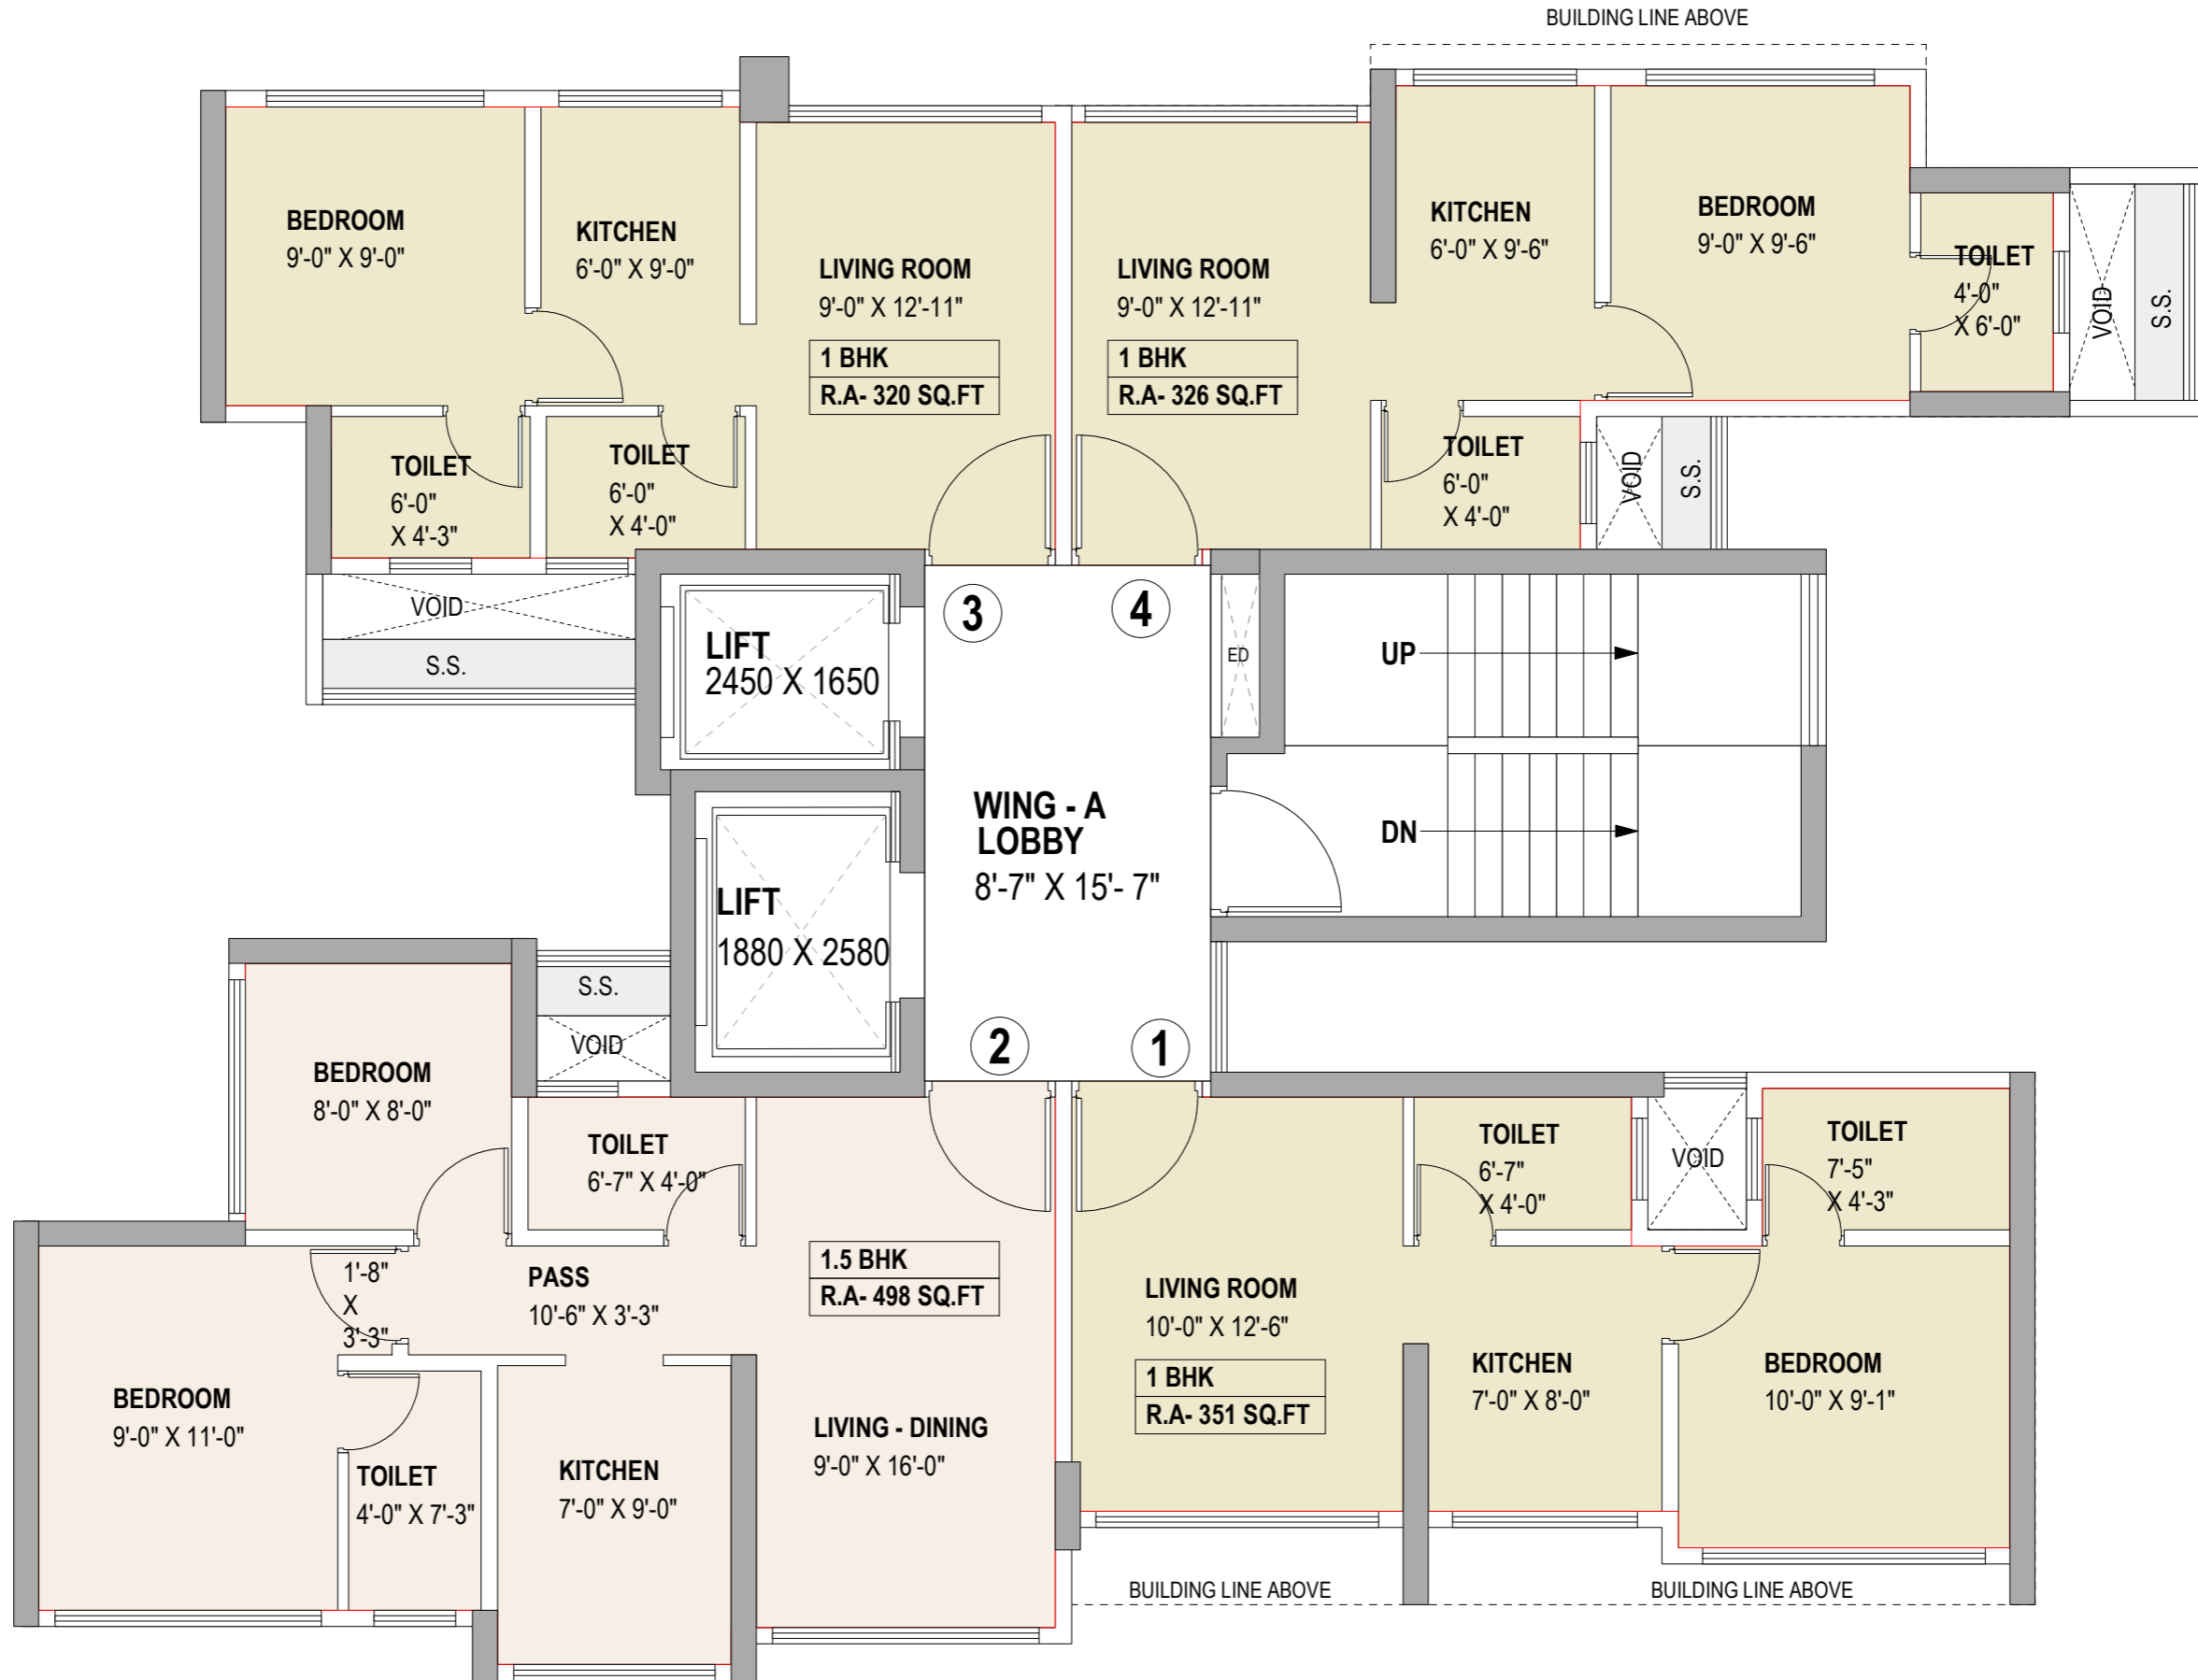 BUILDING LINE ABOVE
BEDROOM
9'-0" X 9'-0"
KITCHEN
6'-0" X 9'-0"
LIVING ROOM
9'-0" X 12'-11"
1 BHK
R.A- 320 SQ.FT
TOILET
6'-0"
X 4'-3"
TOILET
6'-0"
X 4'-0"
VOID
S.S.
LIVING ROOM
9'-0" X 12'-11"
1 BHK
R.A- 326 SQ.FT
KITCHEN
6'-0" X 9'-6"
BEDROOM
9'-0" X 9'-6"
TOILET
4'-0"
X 6'-0"
VOID
S.S.
TOILET
6'-0"
X 4'-0"
VOID
S.S.
3
4
LIFT
2450 X 1650
ED
UP
DN
WING - A
LOBBY
8'-7" X 15'- 7"
LIFT
1880 X 2580
2
1
S.S.
VOID
BEDROOM
8'-0" X 8'-0"
TOILET
6'-7" X 4'-0"
1'-8"
X
3'-3"
PASS
10'-6" X 3'-3"
1.5 BHK
R.A- 498 SQ.FT
BEDROOM
9'-0" X 11'-0"
TOILET
4'-0" X 7'-3"
KITCHEN
7'-0" X 9'-0"
LIVING - DINING
9'-0" X 16'-0"
TOILET
6'-7"
X 4'-0"
VOID
TOILET
7'-5"
X 4'-3"
LIVING ROOM
10'-0" X 12'-6"
1 BHK
R.A- 351 SQ.FT
KITCHEN
7'-0" X 8'-0"
BEDROOM
10'-0" X 9'-1"
BUILDING LINE ABOVE
BUILDING LINE ABOVE